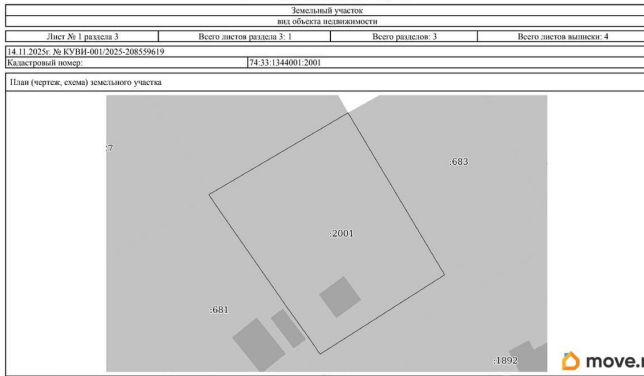 Земельный участок
вид объекта недвижимости
Лист № 1 раздела 3 Всего листов раздела 3: 1 Всего разделов: 3 Всего листов выписки: 4
14.11.2025г. № КУВИ-001/2025-208559619
Кадастровый номер: 74:33:1344001:2001
План (чертеж, схема) земельного участка
:683
:2001
:681
:1892
move.r